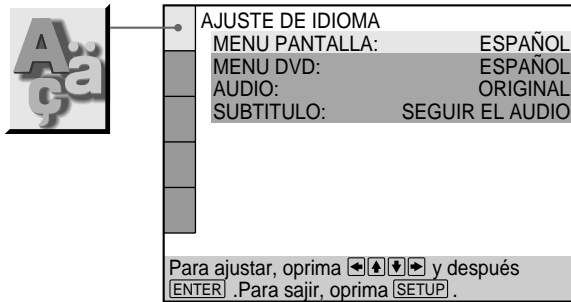 Aäç
AJUSTE DE IDIOMA
MENU PANTALLA: ESPAÑOL
MENU DVD: ESPAÑOL
AUDIO: ORIGINAL
SUBTITULO: SEGUIR EL AUDIO
Para ajustar, oprima ←↑↓→ y después
ENTER .Para sajir, oprima SETUP .